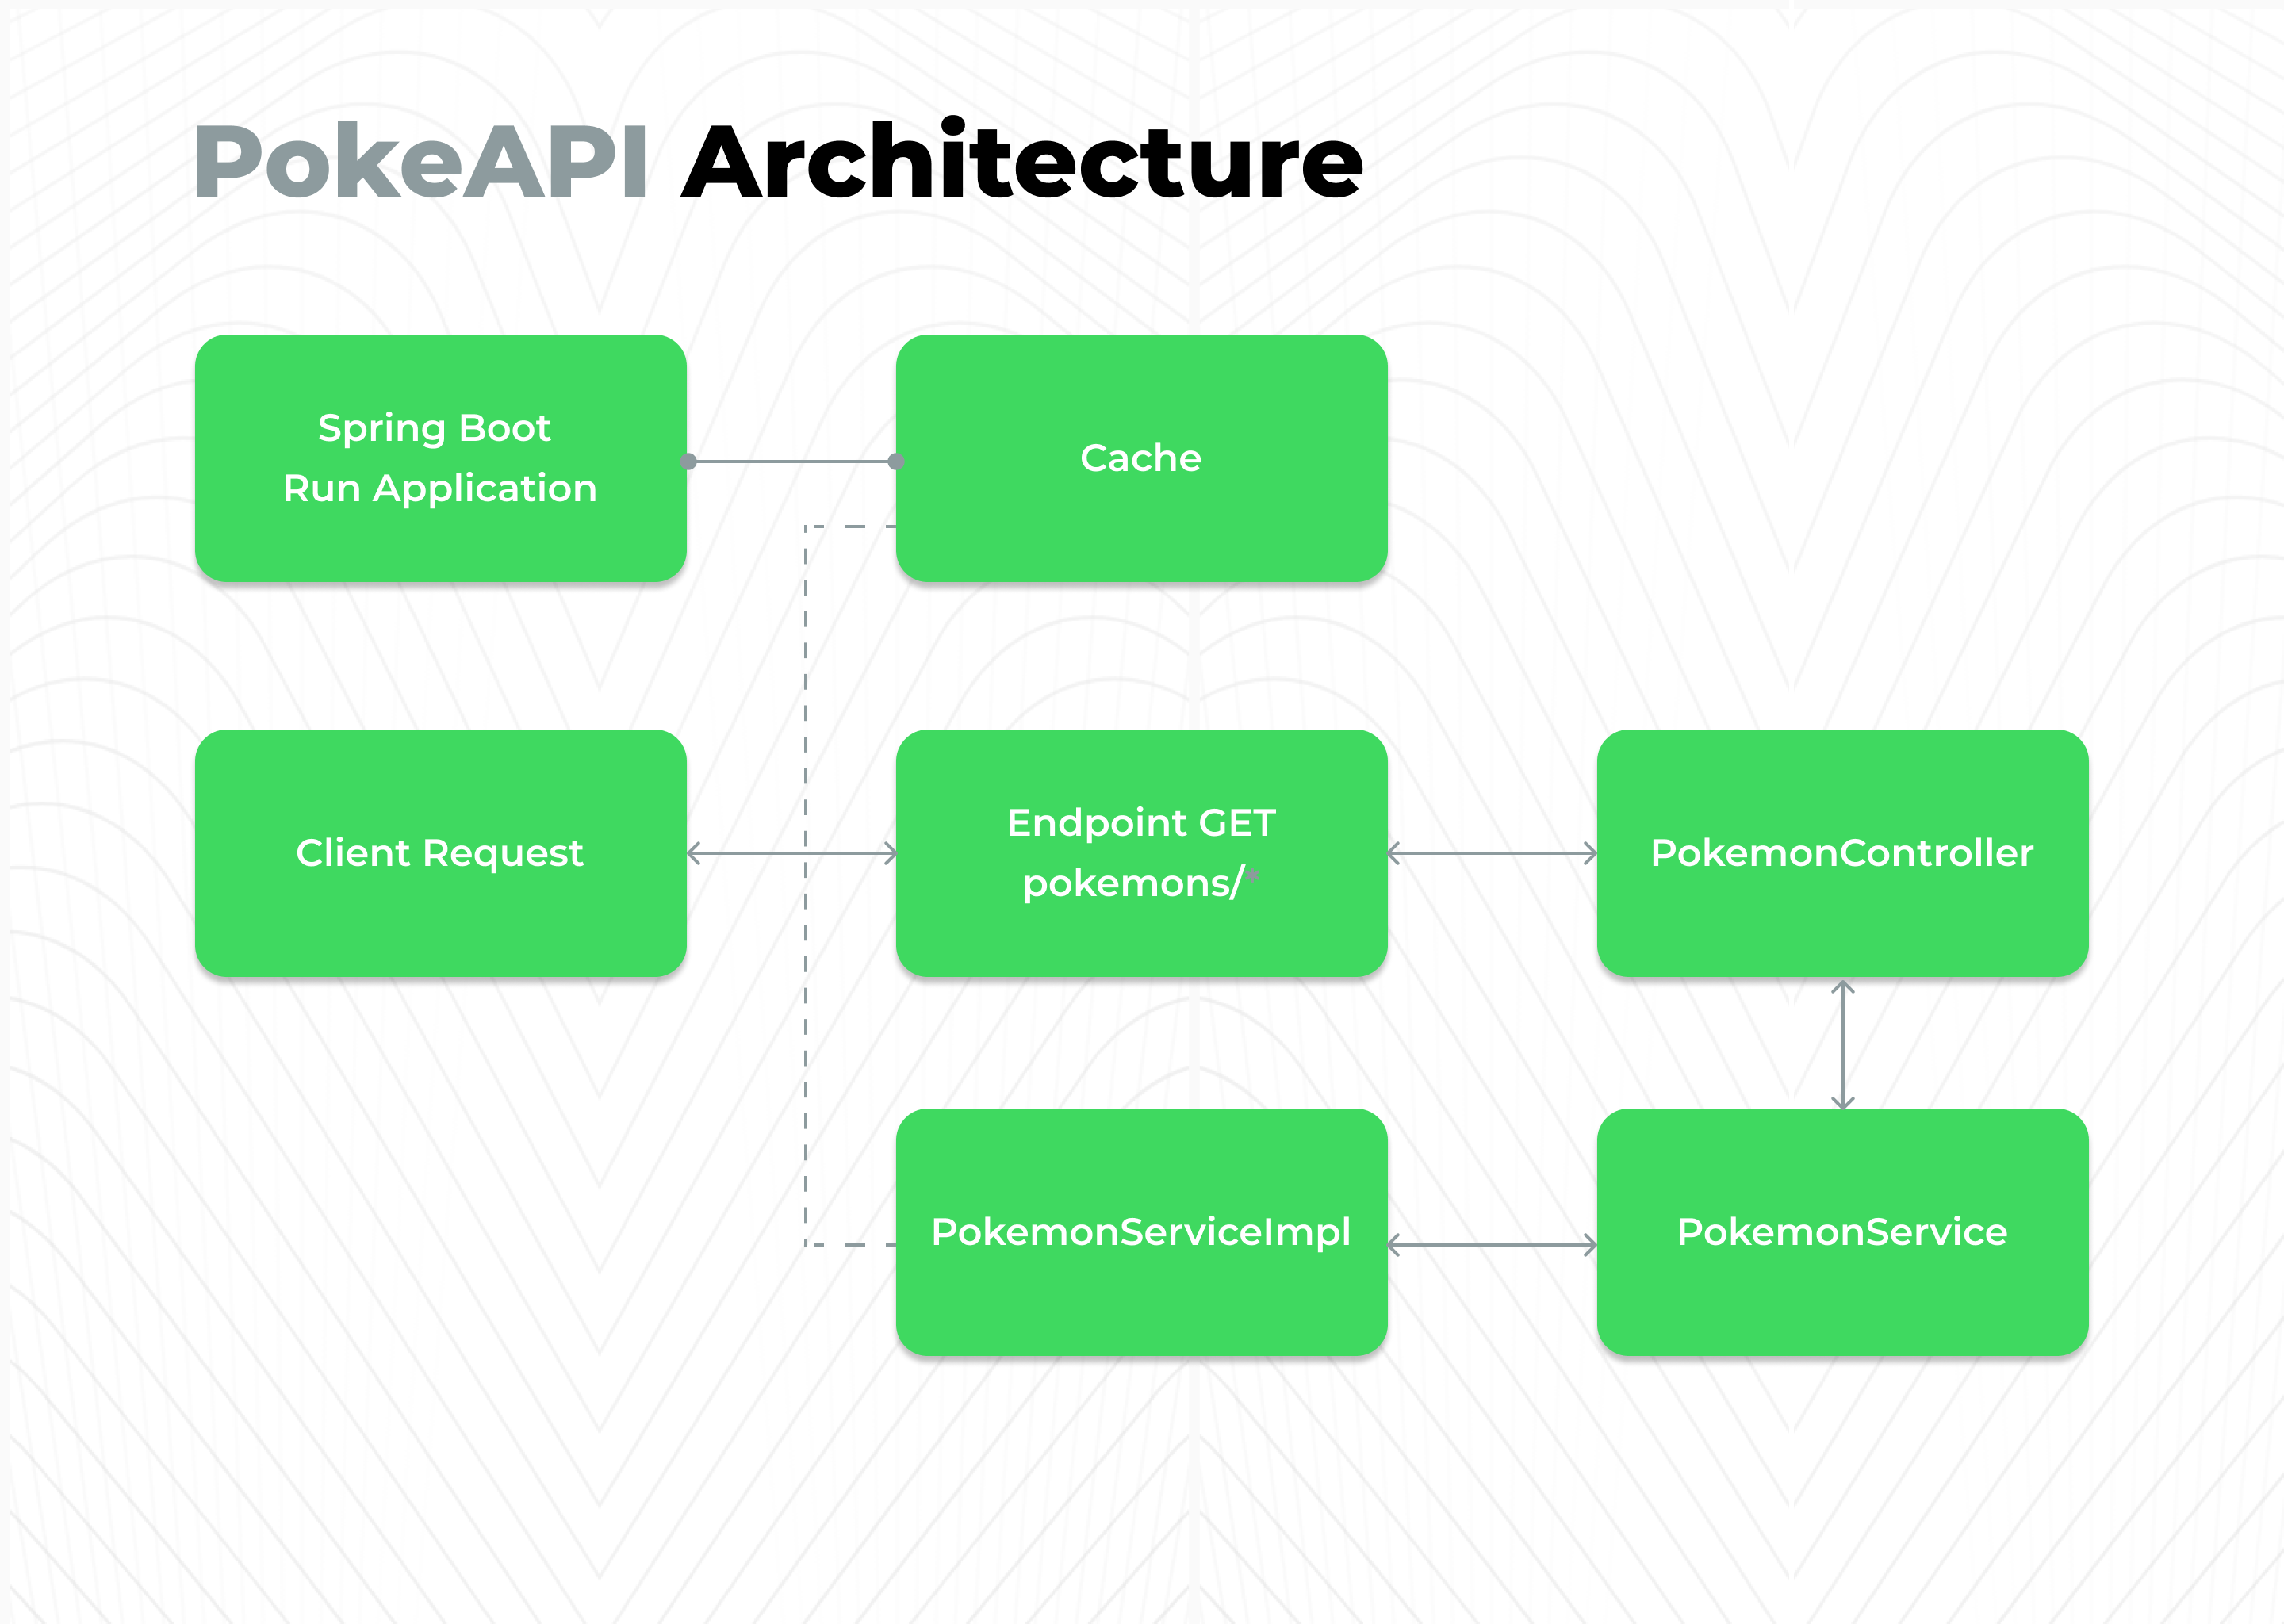 PokeAPI Architecture
Spring Boot
Run Application
Cache
Client Request
Endpoint GET
pokemons/*
PokemonController
PokemonServiceImpl
PokemonService